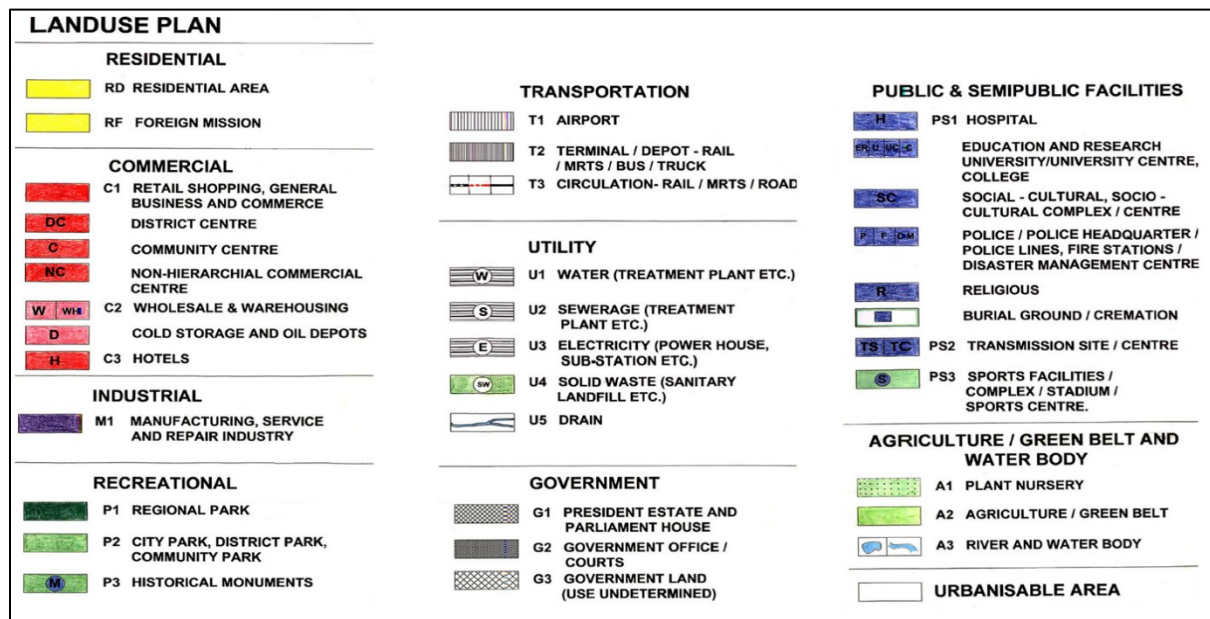 LANDUSE PLAN
RESIDENTIAL
RD RESIDENTIAL AREA
RF FOREIGN MISSION
COMMERCIAL
C1 RETAIL SHOPPING, GENERAL
BUSINESS AND COMMERCE
DC DISTRICT CENTRE
C COMMUNITY CENTRE
NC NON-HIERARCHIAL COMMERCIAL
CENTRE
W WH C2 WHOLESALE & WAREHOUSING
D COLD STORAGE AND OIL DEPOTS
H C3 HOTELS
INDUSTRIAL
M1 MANUFACTURING, SERVICE
AND REPAIR INDUSTRY
RECREATIONAL
P1 REGIONAL PARK
P2 CITY PARK, DISTRICT PARK,
COMMUNITY PARK
M P3 HISTORICAL MONUMENTS
TRANSPORTATION
T1 AIRPORT
T2 TERMINAL / DEPOT - RAIL
/ MRTS / BUS / TRUCK
T3 CIRCULATION- RAIL / MRTS / ROAD
UTILITY
W U1 WATER (TREATMENT PLANT ETC.)
S U2 SEWERAGE (TREATMENT
PLANT ETC.)
E U3 ELECTRICITY (POWER HOUSE,
SUB-STATION ETC.)
SW U4 SOLID WASTE (SANITARY
LANDFILL ETC.)
U5 DRAIN
GOVERNMENT
G1 PRESIDENT ESTATE AND
PARLIAMENT HOUSE
G2 GOVERNMENT OFFICE /
COURTS
G3 GOVERNMENT LAND
(USE UNDETERMINED)
PUBLIC & SEMIPUBLIC FACILITIES
H PS1 HOSPITAL
ER U UC C EDUCATION AND RESEARCH
UNIVERSITY/UNIVERSITY CENTRE,
COLLEGE
SC SOCIAL - CULTURAL, SOCIO -
CULTURAL COMPLEX / CENTRE
P F DM POLICE / POLICE HEADQUARTER /
POLICE LINES, FIRE STATIONS /
DISASTER MANAGEMENT CENTRE
R RELIGIOUS
BURIAL GROUND / CREMATION
TS TC PS2 TRANSMISSION SITE / CENTRE
S PS3 SPORTS FACILITIES /
COMPLEX / STADIUM /
SPORTS CENTRE.
AGRICULTURE / GREEN BELT AND
WATER BODY
A1 PLANT NURSERY
A2 AGRICULTURE / GREEN BELT
A3 RIVER AND WATER BODY
URBANISABLE AREA